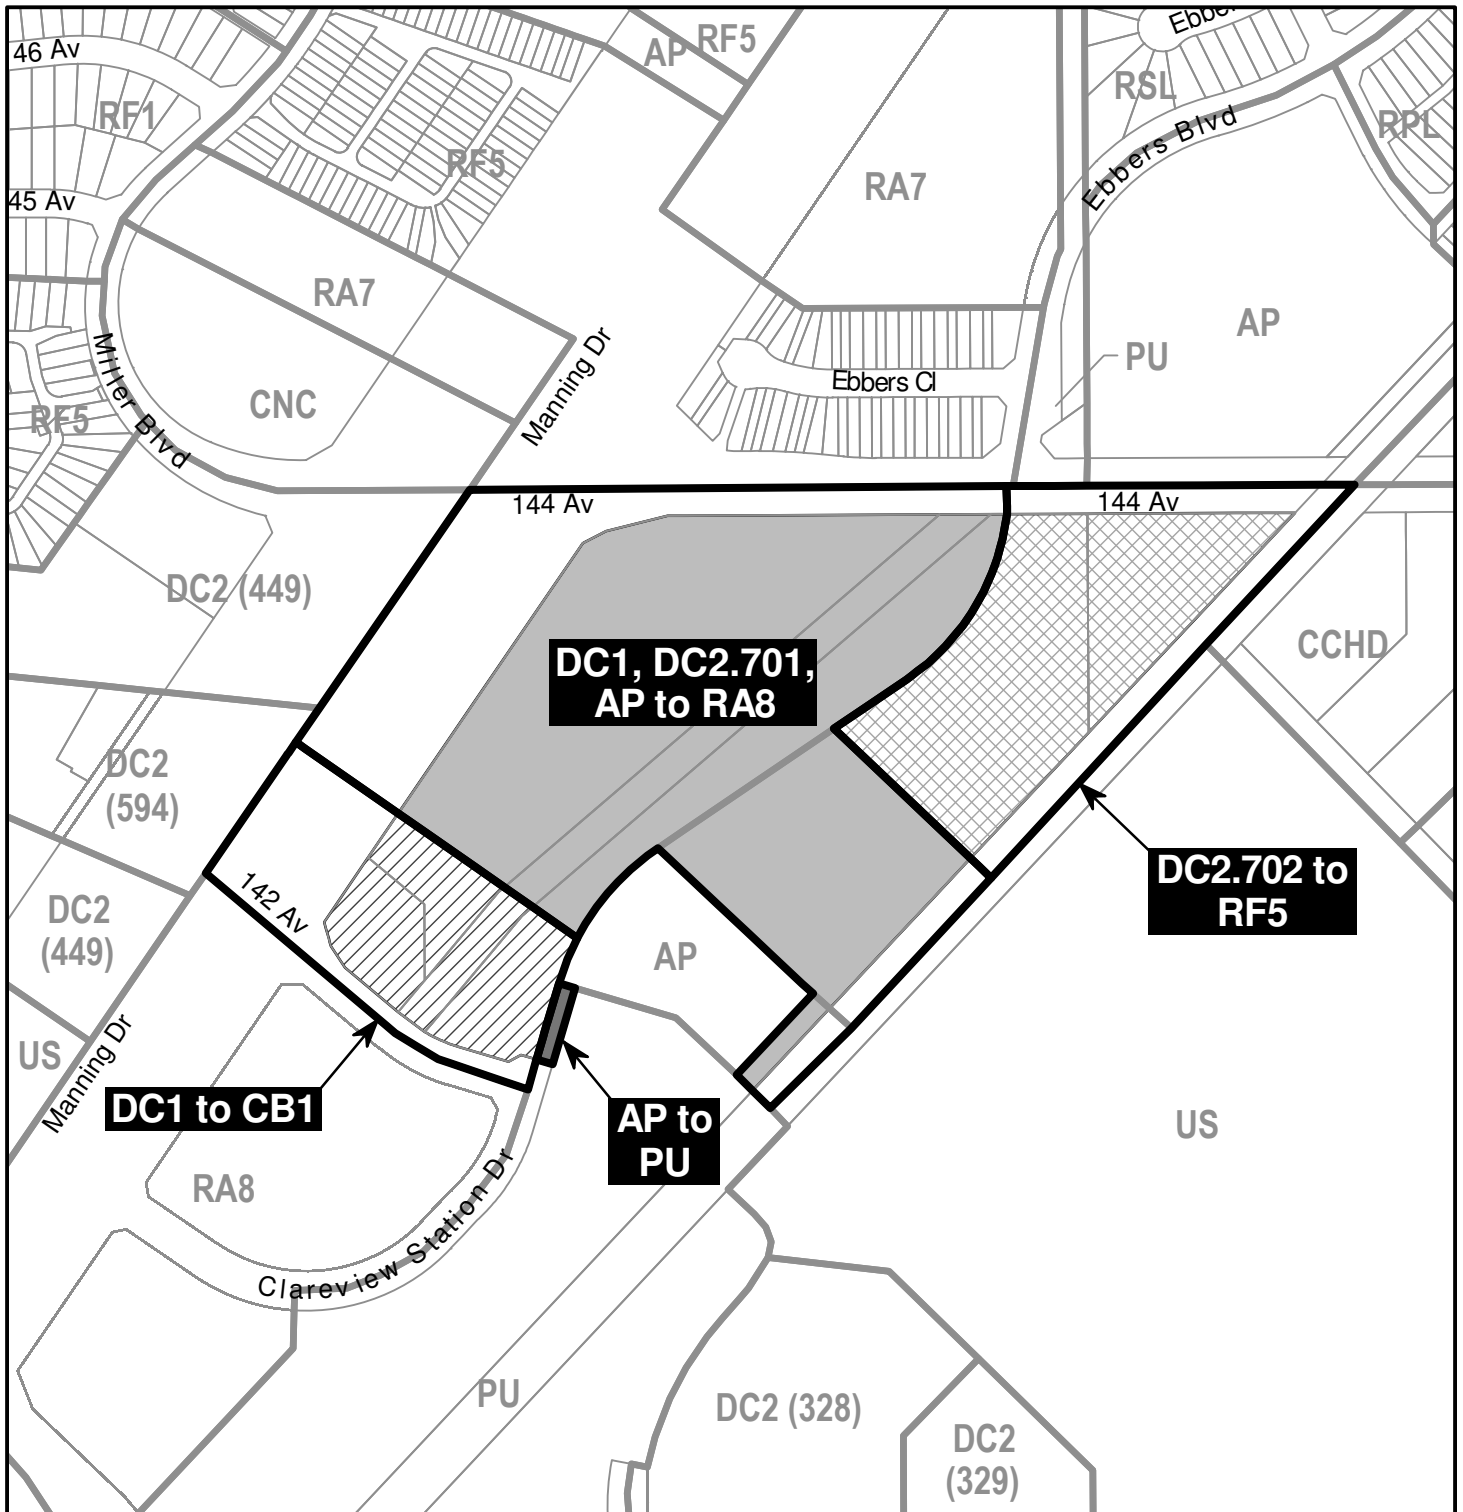 Ebbe
46 Av
AP
RF5
RSL
RF1
RPL
RF5
Ebbers Blvd
RA7
45 Av
RA7
AP
PU
Miller Blvd
Manning Dr
Ebbers Cl
CNC
RF5
144 Av
144 Av
DC2 (449)
CCHD
DC1, DC2.701,
AP to RA8
DC2
(594)
DC2.702 to
RF5
142 Av
DC2
(449)
AP
US
Manning Dr
DC1 to CB1
AP to
PU
US
RA8
Clareview Station Dr
PU
DC2 (328)
DC2
(329)